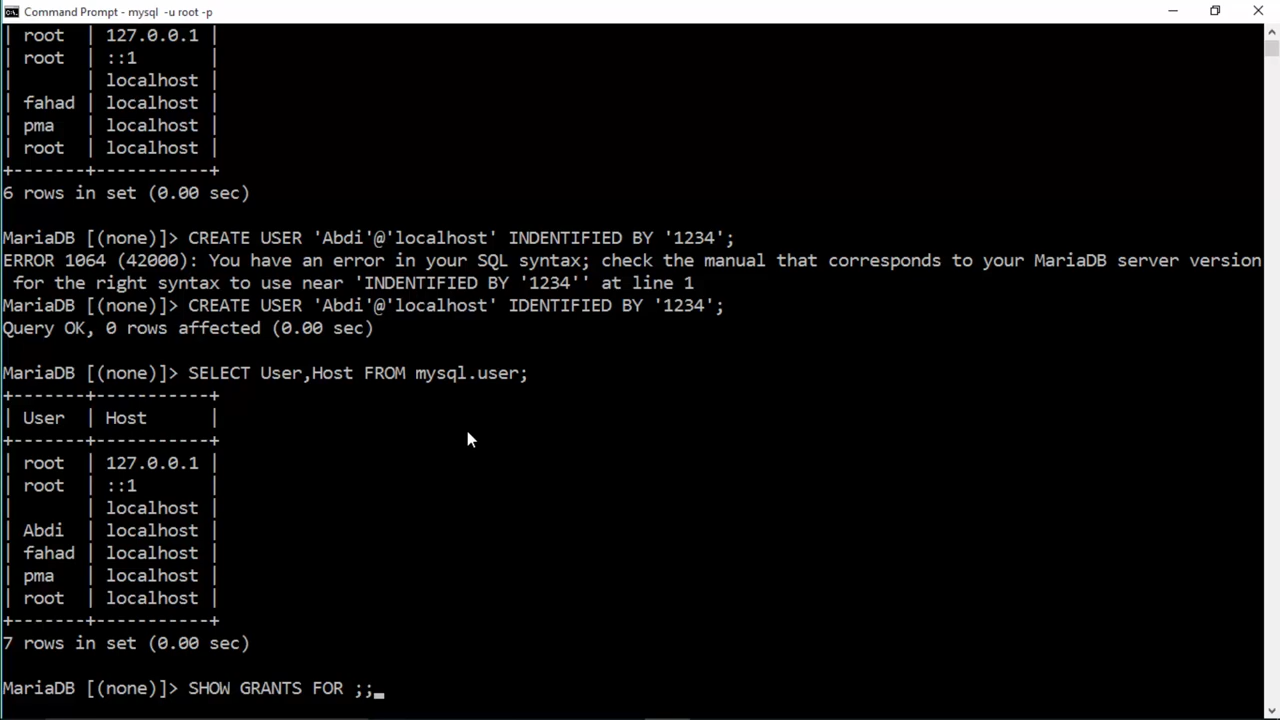 Command Prompt - mysql -u root -p
| root | 127.0.0.1 |
| root | ::1 |
| | localhost |
| fahad | localhost |
| pma | localhost |
| root | localhost |
+-------+-----------+
6 rows in set (0.00 sec)
MariaDB [(none)]> CREATE USER 'Abdi'@'localhost' INDENTIFIED BY '1234';
ERROR 1064 (42000): You have an error in your SQL syntax; check the manual that corresponds to your MariaDB server version
for the right syntax to use near 'INDENTIFIED BY '1234'' at line 1
MariaDB [(none)]> CREATE USER 'Abdi'@'localhost' IDENTIFIED BY '1234';
Query OK, 0 rows affected (0.00 sec)
MariaDB [(none)]> SELECT User,Host FROM mysql.user;
+-------+-----------+
| User | Host |
+-------+-----------+
| root | 127.0.0.1 |
| root | ::1 |
| | localhost |
| Abdi | localhost |
| fahad | localhost |
| pma | localhost |
| root | localhost |
+-------+-----------+
7 rows in set (0.00 sec)
MariaDB [(none)]> SHOW GRANTS FOR ;;_